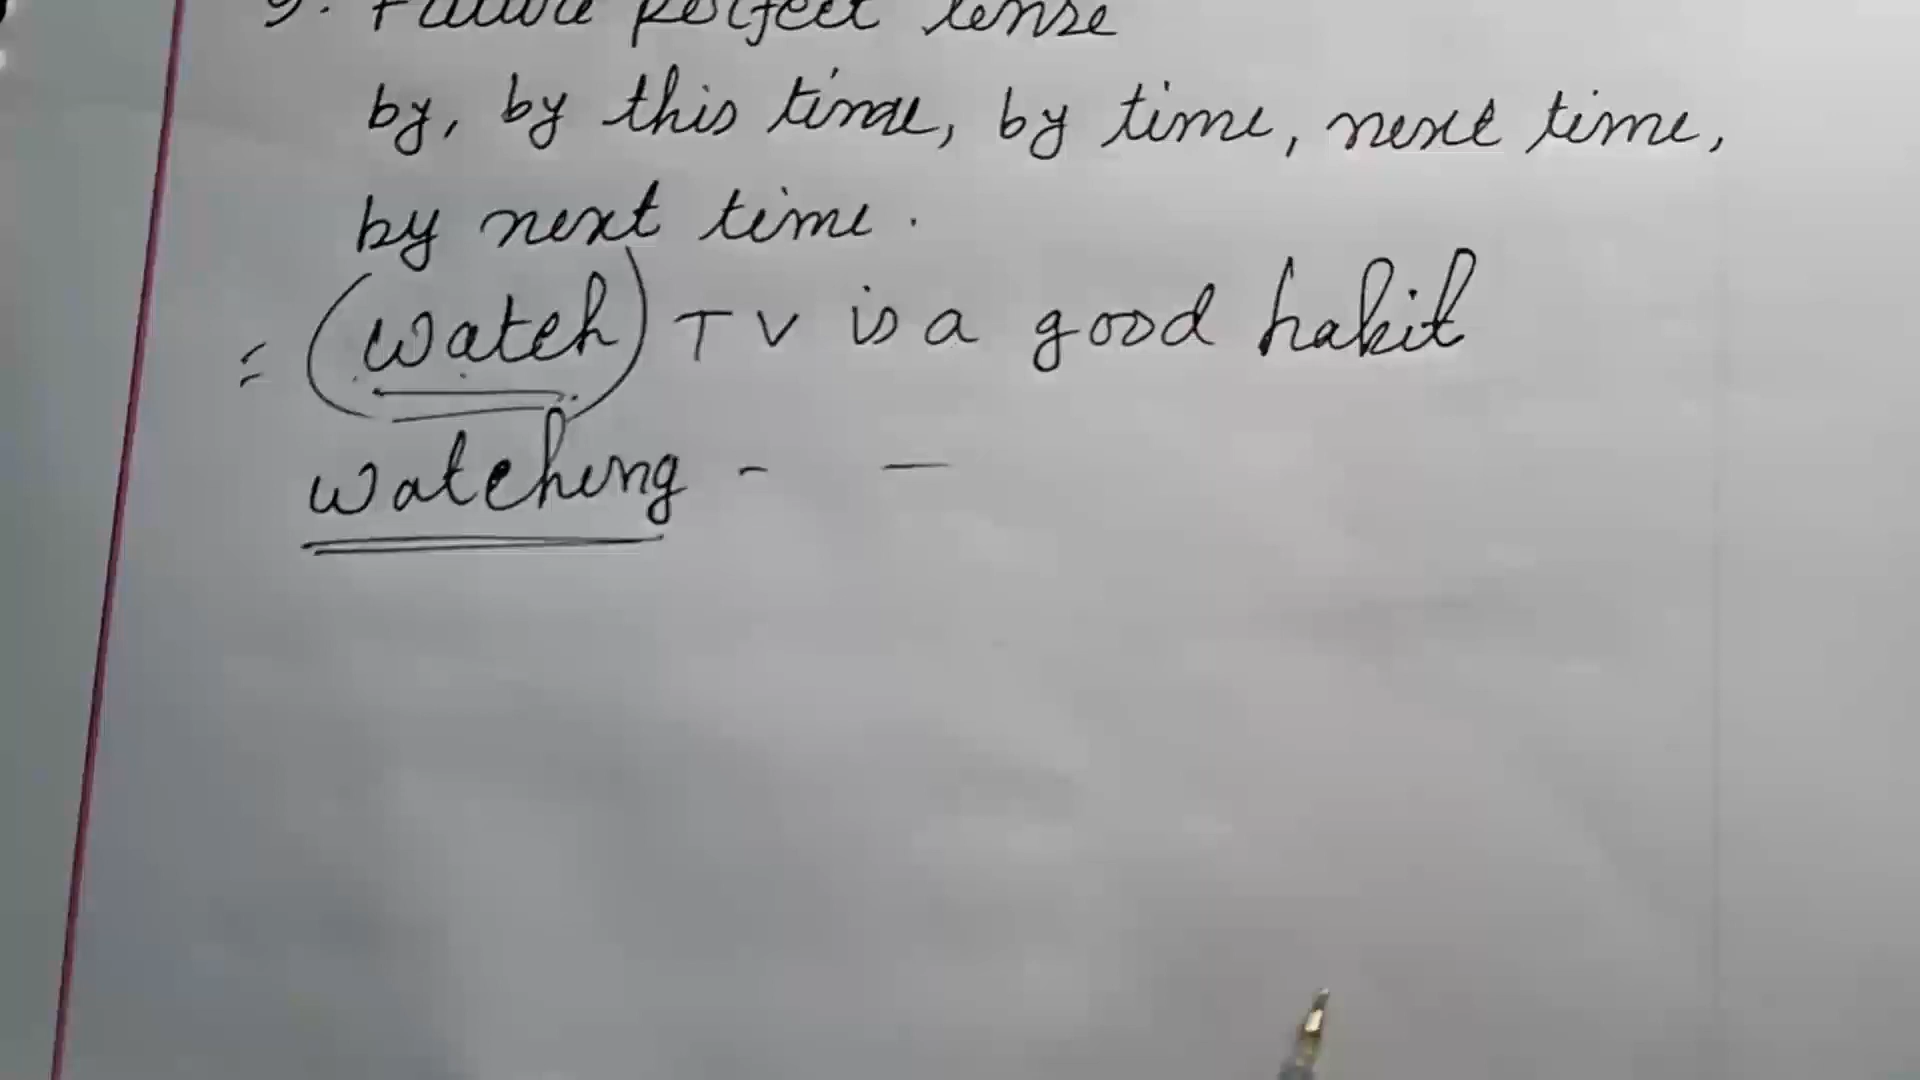 9. Future perfect tense
by, by this time, by time, next time,
by next time.
= (watch) TV is a good habit
watching - —